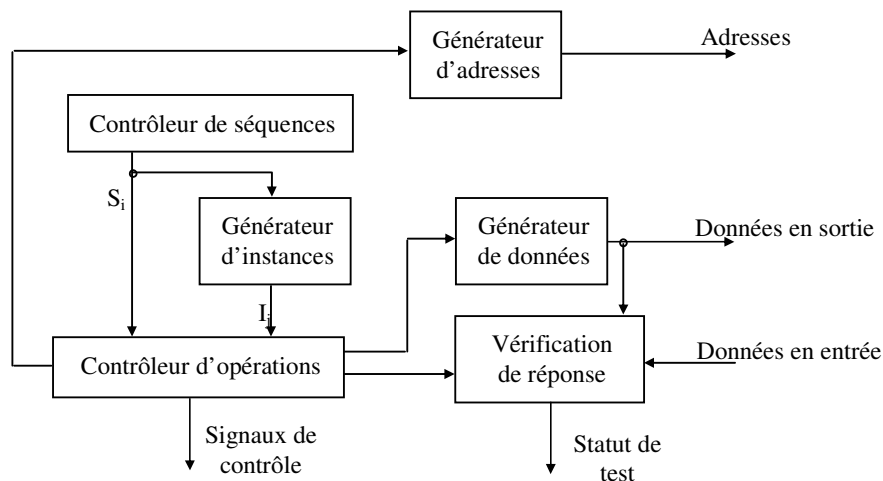 Générateur
d'adresses
Adresses
Contrôleur de séquences
Si
Générateur
d'instances
Générateur
de données
Données en sortie
Ii
Contrôleur d'opérations
Vérification
de réponse
Données en entrée
Signaux de
contrôle
Statut de
test